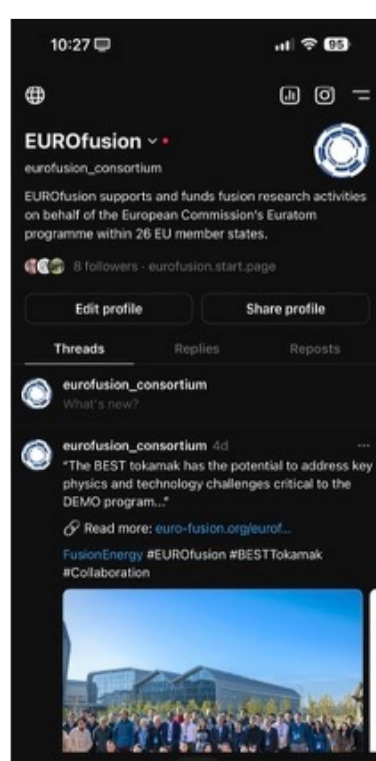 10:27
95
EUROfusion
eurofusion_consortium
EUROfusion supports and funds fusion research activities
on behalf of the European Commission's Euratom
programme within 26 EU member states.
8 followers · eurofusion.start.page
Edit profile
Share profile
Threads
Replies
Reposts
eurofusion_consortium
What's new?
eurofusion_consortium 4d
"The BEST tokamak has the potential to address key
physics and technology challenges critical to the
DEMO program..."
Read more: euro-fusion.org/eurof...
FusionEnergy #EUROfusion #BESTTokamak
#Collaboration